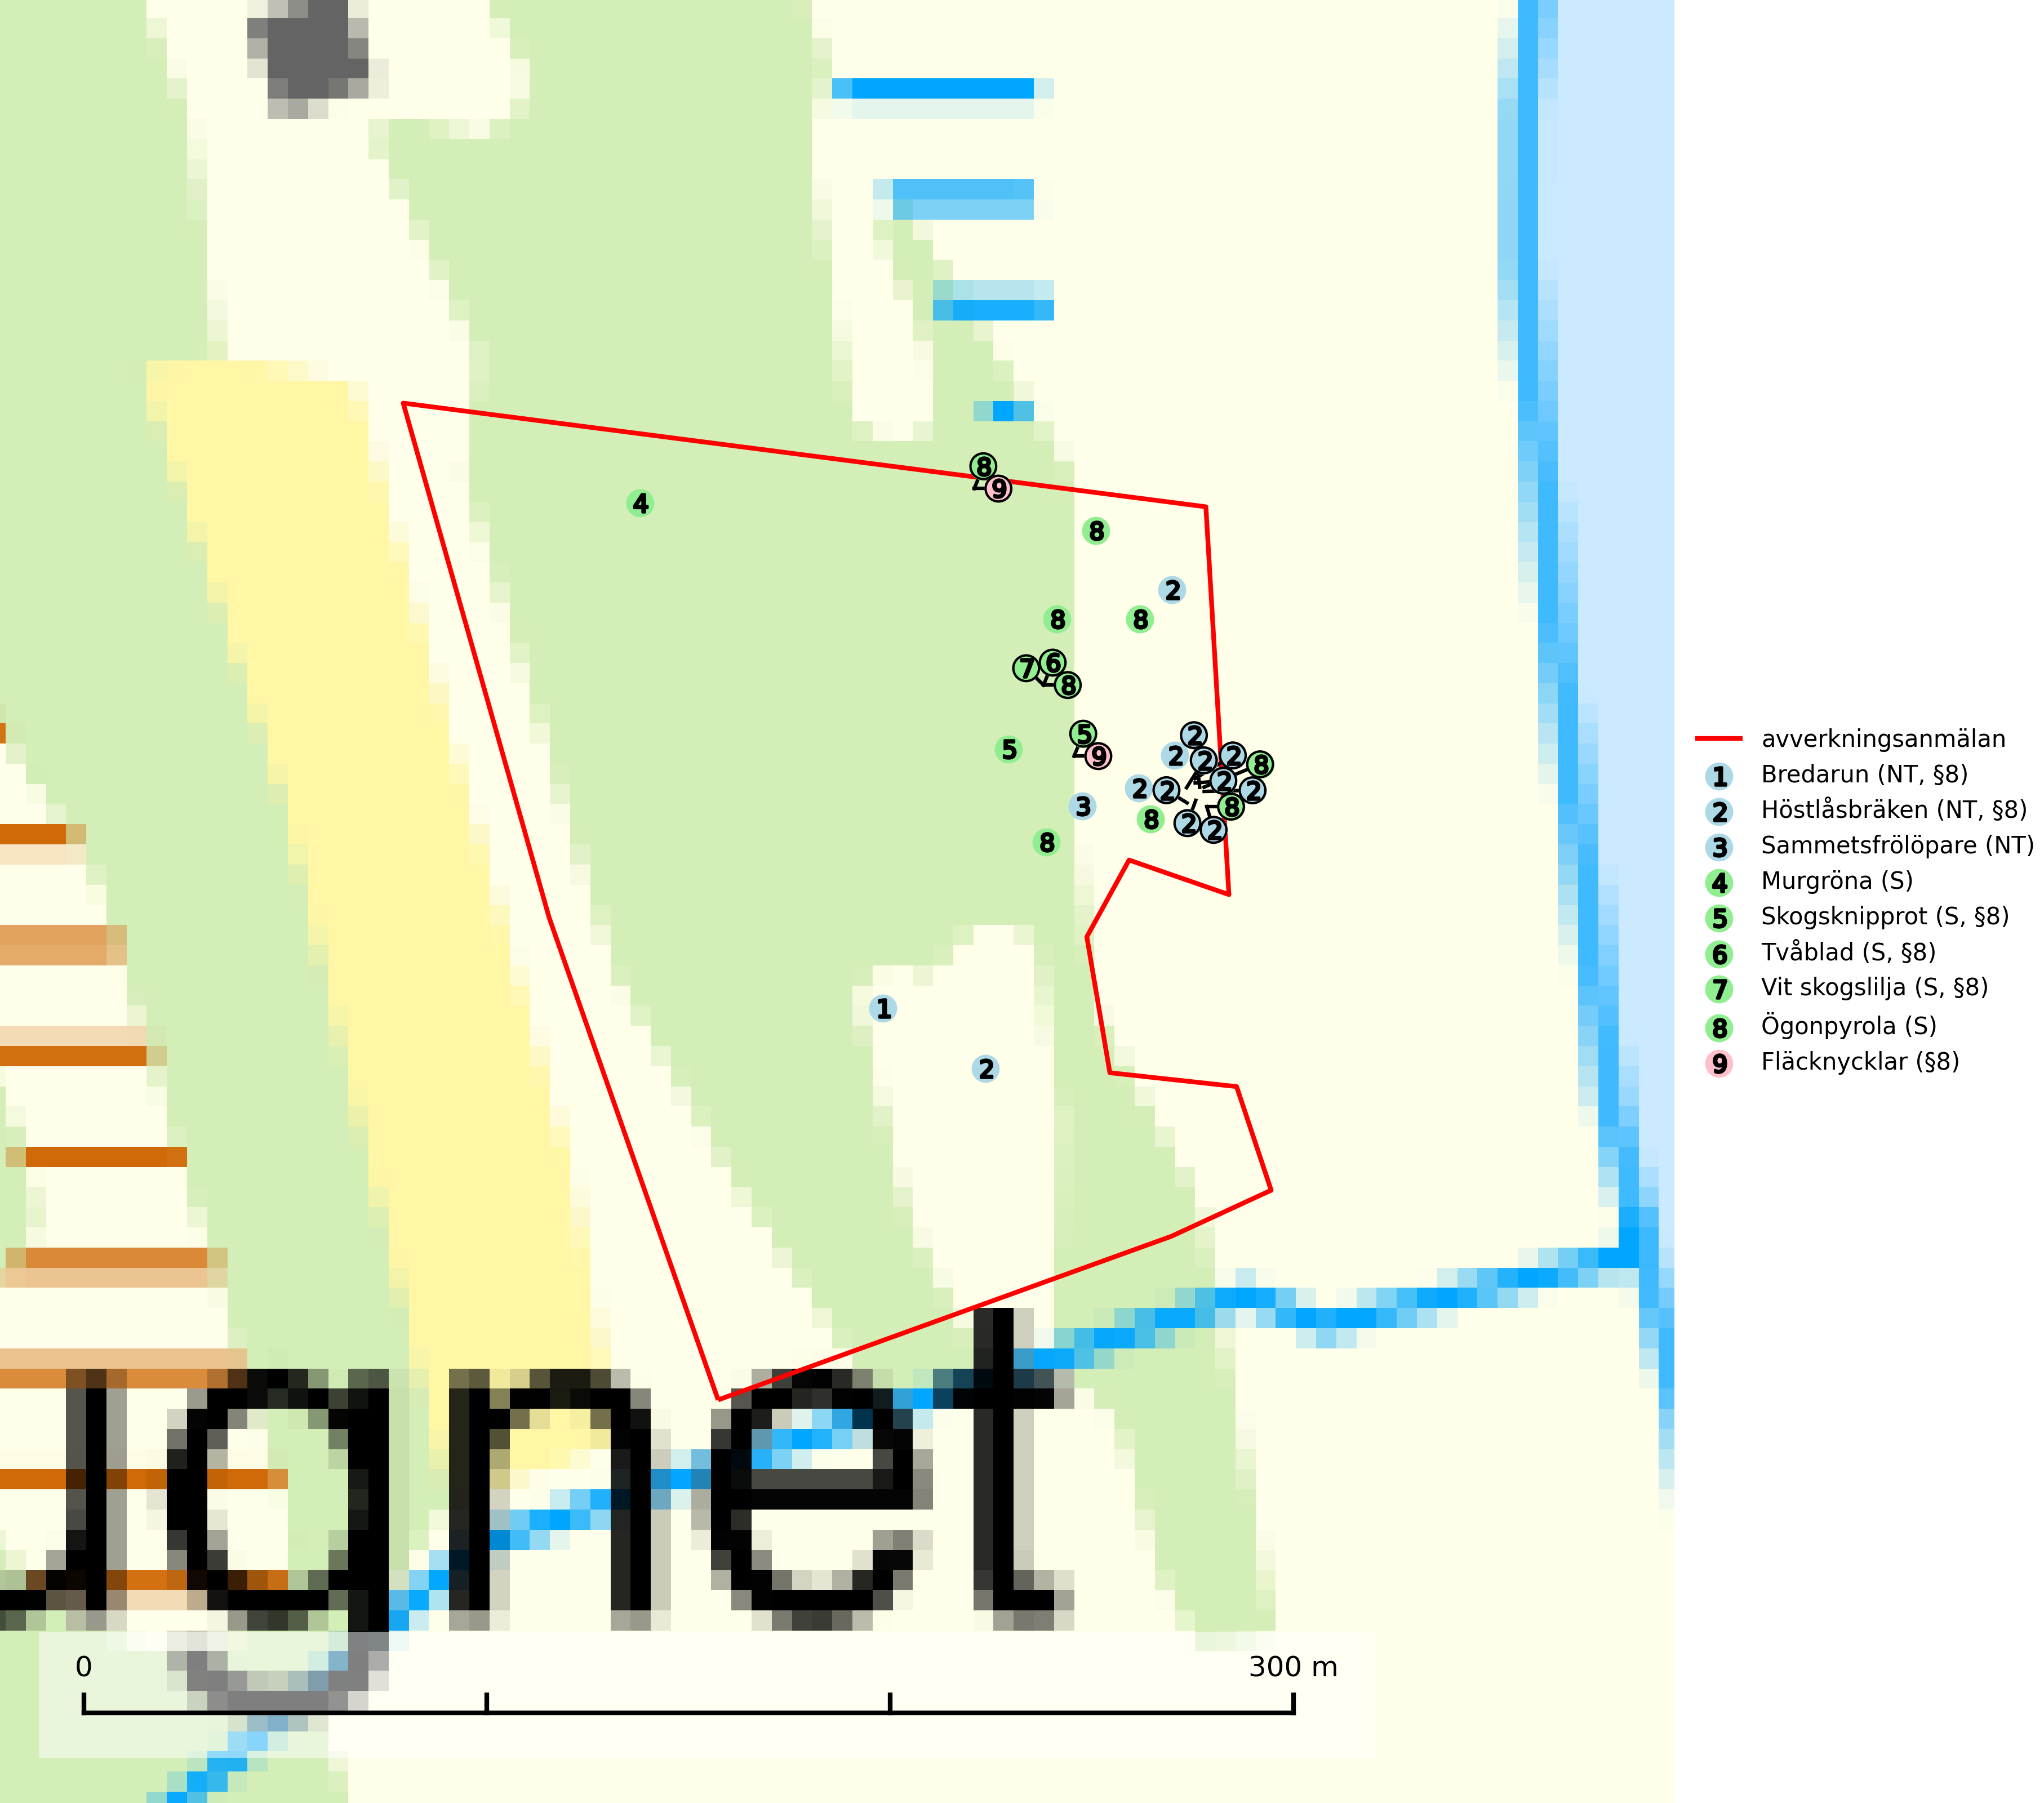 8
9
4
8
2
8 8
7 6
8
5 2
5 9 2 2 2 8
2
2 2 2
3 8
8 2 2
8
1
2
gnet
0 300 m
avverkningsanmälan
1 Bredarun (NT, §8)
2 Höstlåsbräken (NT, §8)
3 Sammetsfrölöpare (NT)
4 Murgröna (S)
5 Skogsknipprot (S, §8)
6 Tvåblad (S, §8)
7 Vit skogslilja (S, §8)
8 Ögonpyrola (S)
9 Fläcknycklar (§8)